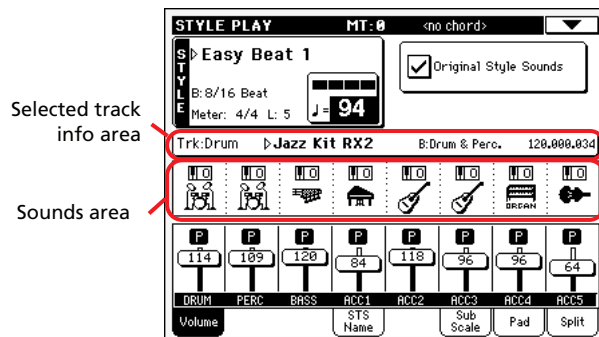 STYLE PLAY MT:0 <no chord>
STYLE
Easy Beat 1
B:8/16 Beat
Meter: 4/4 L: 5
♩= 94
Original Style Sounds
Selected track
info area
Trk:Drum Jazz Kit RX2 B:Drum & Perc. 120.000.034
Sounds area
ORGAN
P P P P P P P P
114 109 120 84 118 96 96 64
DRUM PERC BASS ACC1 ACC2 ACC3 ACC4 ACC5
Volume STS Name Sub Scale Pad Split